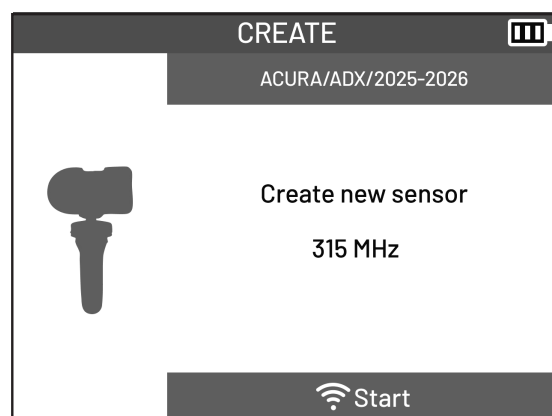 CREATE
ACURA/ADX/2025-2026
Create new sensor
315 MHz
Start